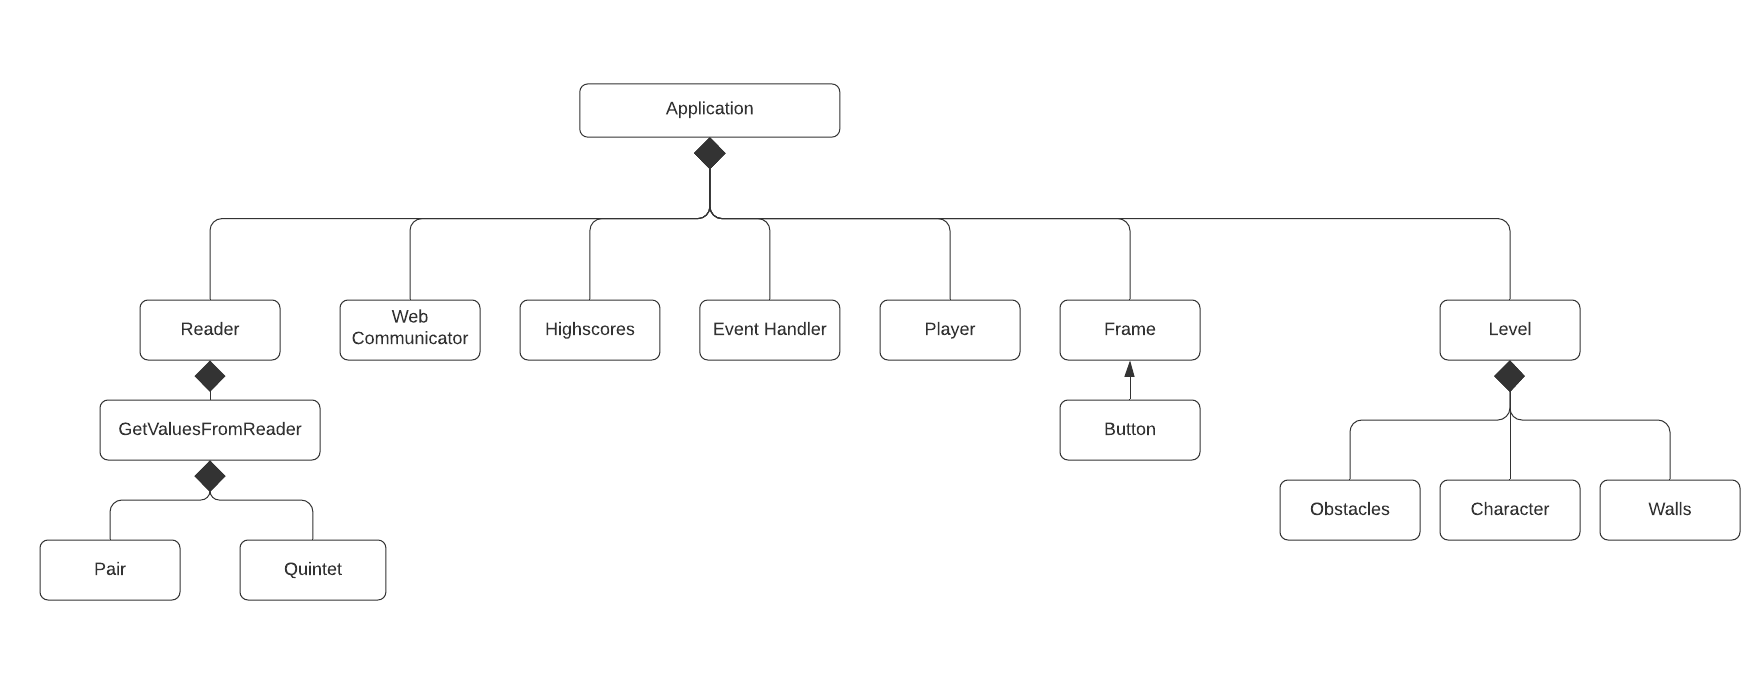 Application
Reader
Web
Communicator
Highscores
Event Handler
Player
Frame
Level
GetValuesFromReader
Button
Obstacles
Character
Walls
Pair
Quintet